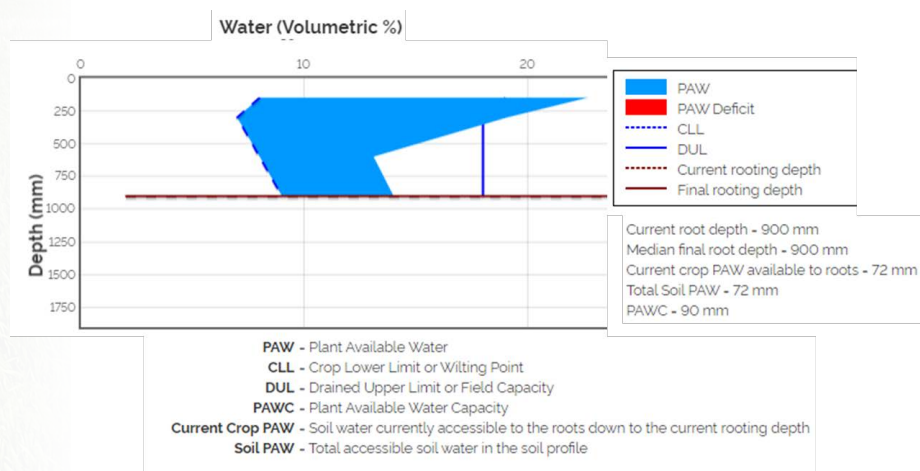 Water (Volumetric %)
0 10 20
0
250
500
750
1000
1250
1500
1750
Depth (mm)
PAW
PAW Deficit
CLL
DUL
Current rooting depth
Final rooting depth
Current root depth - 900 mm
Median final root depth - 900 mm
Current crop PAW available to roots - 72 mm
Total Soil PAW - 72 mm
PAWC - 90 mm
PAW - Plant Available Water
CLL - Crop Lower Limit or Wilting Point
DUL - Drained Upper Limit or Field Capacity
PAWC - Plant Available Water Capacity
Current Crop PAW - Soil water currently accessible to the roots down to the current rooting depth
Soil PAW - Total accessible soil water in the soil profile